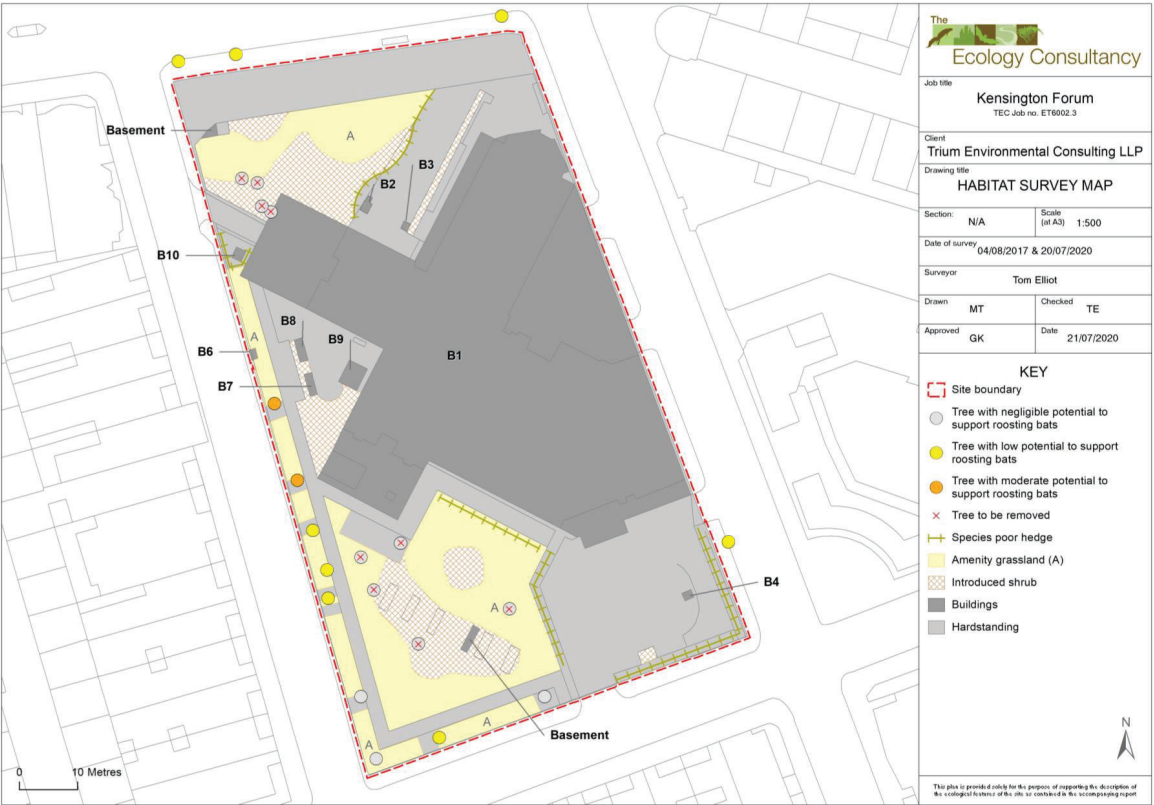 Basement
A
B3
B2
B10
B8
B9
A
B6
B1
B7
B4
A
A
A
Basement
0 10 Metres
The
Ecology Consultancy
Job title
Kensington Forum
TEC Job no. ET6002.3
Client
Trium Environmental Consulting LLP
Drawing title
HABITAT SURVEY MAP
Section:
N/A
Scale
(at A3) 1:500
Date of survey
04/08/2017 & 20/07/2020
Surveyor
Tom Elliot
Drawn
MT
Checked
TE
Approved
GK
Date
21/07/2020
KEY
Site boundary
Tree with negligible potential to
support roosting bats
Tree with low potential to support
roosting bats
Tree with moderate potential to
support roosting bats
Tree to be removed
Species poor hedge
Amenity grassland (A)
Introduced shrub
Buildings
Hardstanding
N
This plan is provided solely for the purpose of supporting the description of
the ecological features of the site as contained in the accompanying report